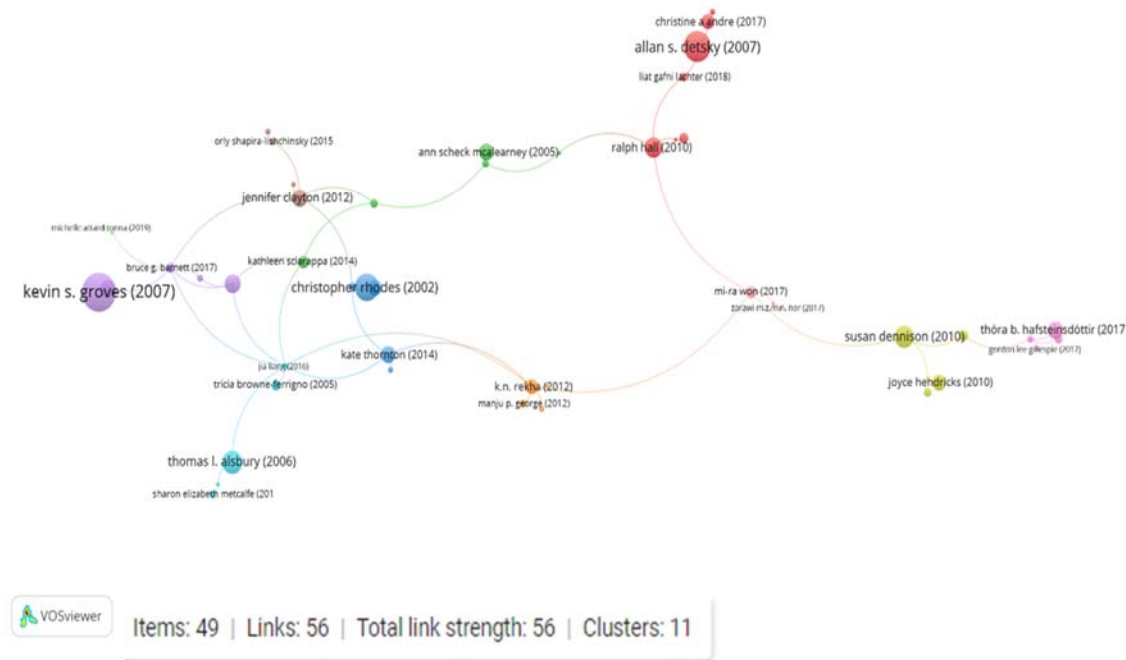 christine a andre (2017)
allan s. detsky (2007)
liat gafni lachter (2018)
orly shapira-lishchinsky (2015
ann scheck mcalearney (2005)
ralph hall (2010)
jennifer clayton (2012)
michelle attard tonna (2019)
bruce g. barnett (2017)
kathleen sciarappa (2014)
kevin s. groves (2007)
christopher rhodes (2002)
mi-ra won (2017)
zarawi m.z./nin. nor (2017)
susan dennison (2010)
thóra b. hafsteinsdóttir (2017
gordon lee gillespie (2017)
kate thornton (2014)
jia liang (2016)
tricia browne-ferrigno (2005)
k.n. rekha (2012)
manju p. george (2012)
joyce hendricks (2010)
thomas l. alsbury (2006)
sharon elizabeth metcalfe (201
VOSviewer
Items: 49 | Links: 56 | Total link strength: 56 | Clusters: 11